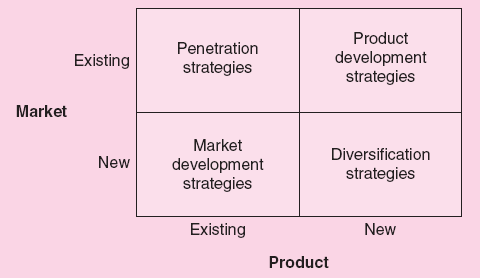 Existing
Penetration
strategies
Product
development
strategies
Market
New
Market
development
strategies
Diversification
strategies
Existing
New
Product